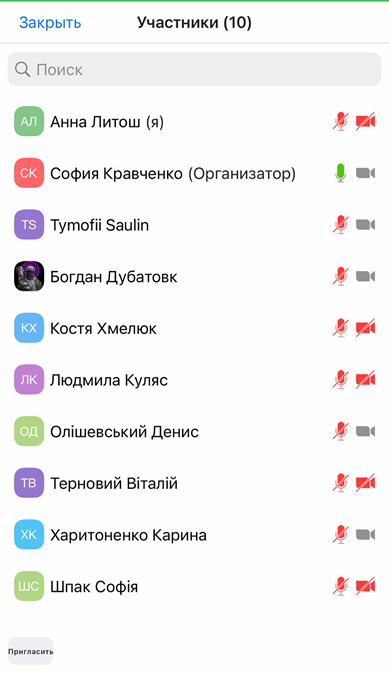 Закрыть Участники (10)
Поиск
АЛ Анна Литош (я)
СК София Кравченко (Организатор)
TS Tymofii Saulin
Богдан Дубатовк
КХ Костя Хмелюк
ЛК Людмила Куляс
ОД Олішевський Денис
ТВ Терновий Віталій
ХК Харитоненко Карина
ШС Шпак Софія
Пригласить